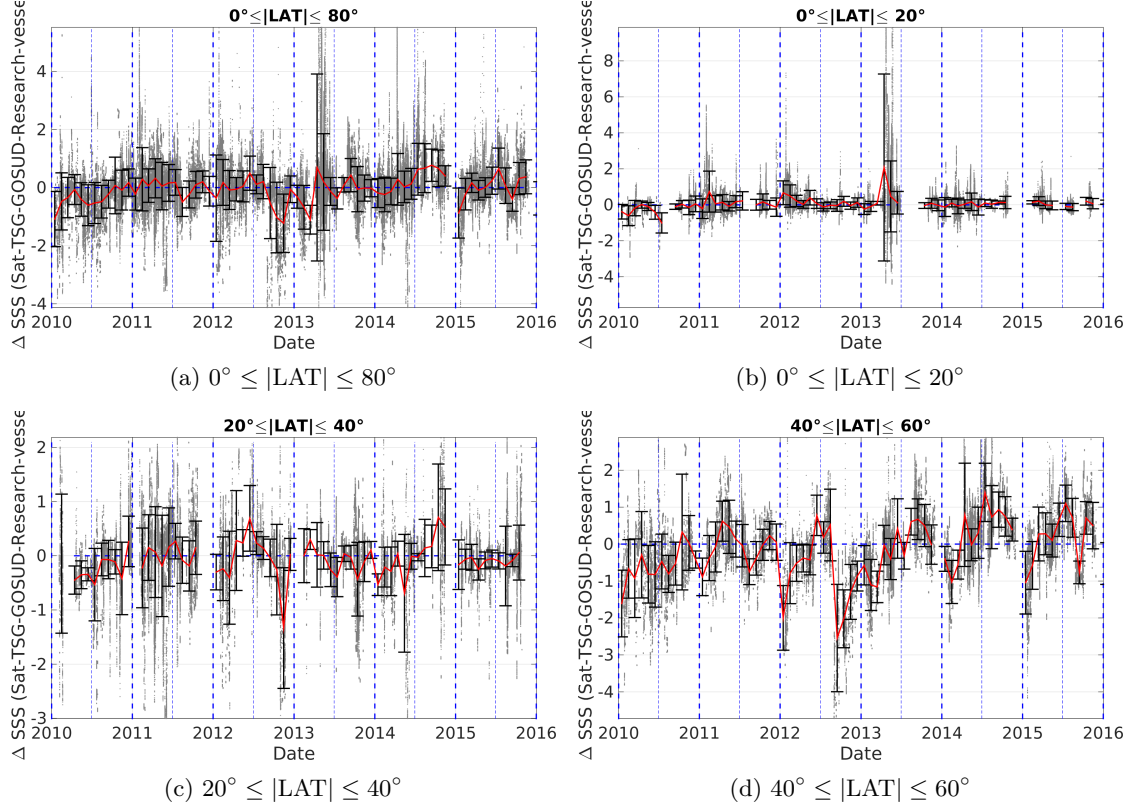 0°≤|LAT|≤ 80°
Δ SSS (Sat-TSG-GOSUD-Research-vesse
4
2
0
-2
-4
2010 2011 2012 2013 2014 2015 2016
Date
(a) 0° ≤ |LAT| ≤ 80°
0°≤|LAT|≤ 20°
Δ SSS (Sat-TSG-GOSUD-Research-vesse
8
6
4
2
0
-2
-4
2010 2011 2012 2013 2014 2015 2016
Date
(b) 0° ≤ |LAT| ≤ 20°
20°≤|LAT|≤ 40°
Δ SSS (Sat-TSG-GOSUD-Research-vesse
2
1
0
-1
-2
-3
2010 2011 2012 2013 2014 2015 2016
Date
(c) 20° ≤ |LAT| ≤ 40°
40°≤|LAT|≤ 60°
Δ SSS (Sat-TSG-GOSUD-Research-vesse
2
1
0
-1
-2
-3
-4
2010 2011 2012 2013 2014 2015 2016
Date
(d) 40° ≤ |LAT| ≤ 60°